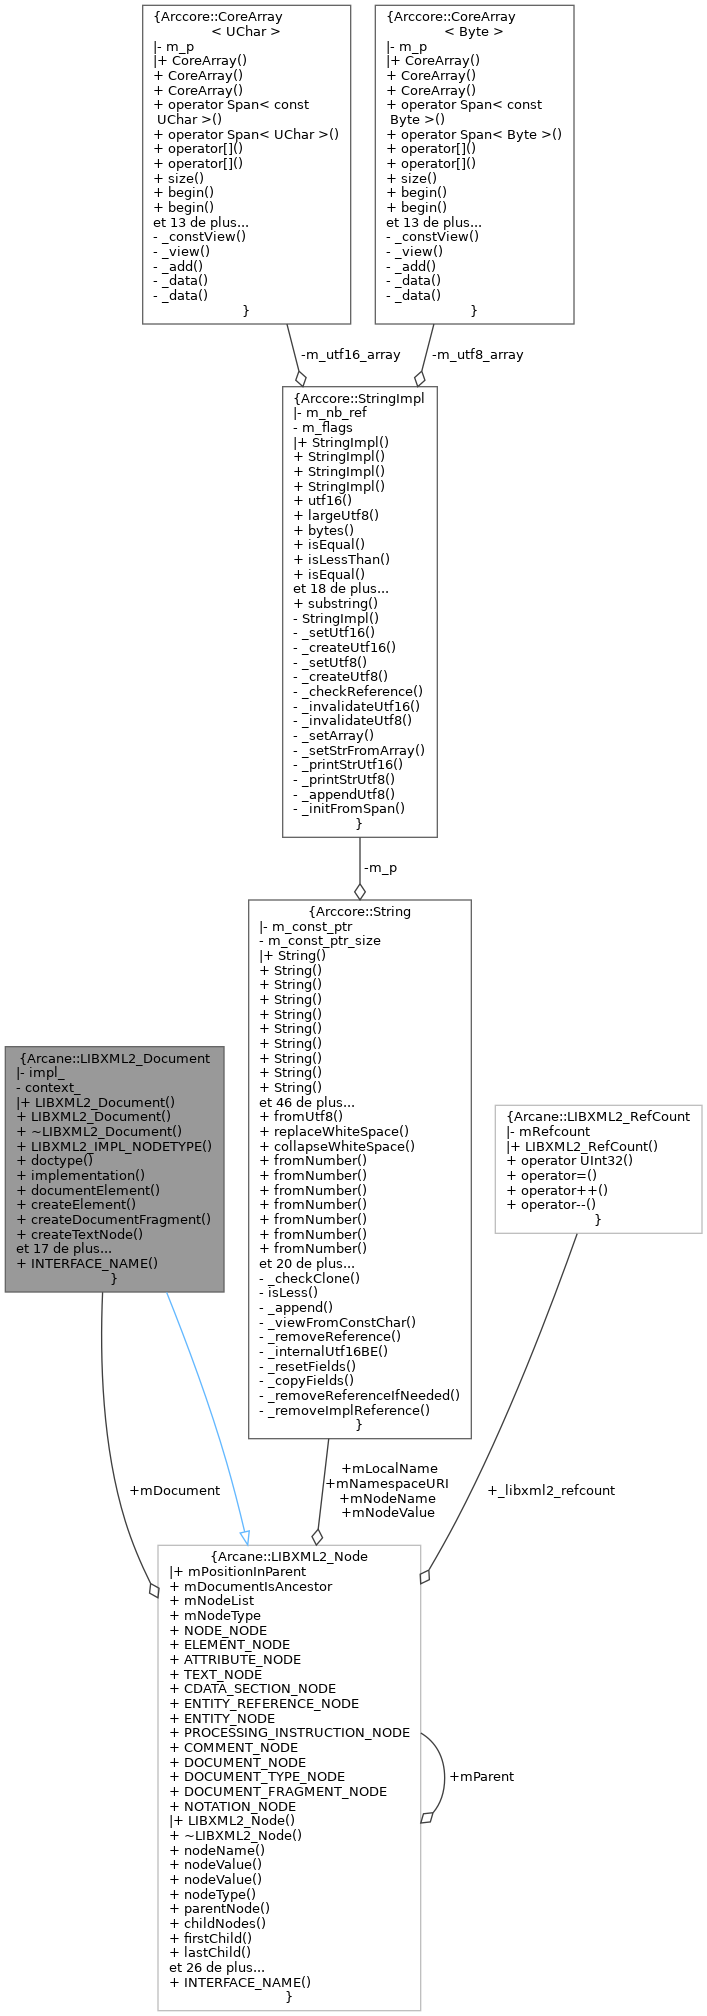 {Arccore::CoreArray
< UChar >
|- m_p
|+ CoreArray()
+ CoreArray()
+ CoreArray()
+ operator Span< const
UChar >()
+ operator Span< UChar >()
+ operator[]()
+ operator[]()
+ size()
+ begin()
+ begin()
et 13 de plus...
- _constView()
- _view()
- _add()
- _data()
- _data()
}
{Arccore::CoreArray
< Byte >
|- m_p
|+ CoreArray()
+ CoreArray()
+ CoreArray()
+ operator Span< const
Byte >()
+ operator Span< Byte >()
+ operator[]()
+ operator[]()
+ size()
+ begin()
+ begin()
et 13 de plus...
- _constView()
- _view()
- _add()
- _data()
- _data()
}
-m_utf16_array
-m_utf8_array
{Arccore::StringImpl
|- m_nb_ref
- m_flags
|+ StringImpl()
+ StringImpl()
+ StringImpl()
+ StringImpl()
+ utf16()
+ largeUtf8()
+ bytes()
+ isEqual()
+ isLessThan()
+ isEqual()
et 18 de plus...
+ substring()
- StringImpl()
- _setUtf16()
- _createUtf16()
- _setUtf8()
- _createUtf8()
- _checkReference()
- _invalidateUtf16()
- _invalidateUtf8()
- _setArray()
- _setStrFromArray()
- _printStrUtf16()
- _printStrUtf8()
- _appendUtf8()
- _initFromSpan()
}
-m_p
{Arccore::String
|- m_const_ptr
- m_const_ptr_size
|+ String()
+ String()
+ String()
+ String()
+ String()
+ String()
+ String()
+ String()
+ String()
+ String()
et 46 de plus...
+ fromUtf8()
+ replaceWhiteSpace()
+ collapseWhiteSpace()
+ fromNumber()
+ fromNumber()
+ fromNumber()
+ fromNumber()
+ fromNumber()
+ fromNumber()
+ fromNumber()
et 20 de plus...
- _checkClone()
- isLess()
- _append()
- _viewFromConstChar()
- _removeReference()
- _internalUtf16BE()
- _resetFields()
- _copyFields()
- _removeReferenceIfNeeded()
- _removeImplReference()
}
{Arcane::LIBXML2_Document
|- impl_
- context_
|+ LIBXML2_Document()
+ LIBXML2_Document()
+ ~LIBXML2_Document()
+ LIBXML2_IMPL_NODETYPE()
+ doctype()
+ implementation()
+ documentElement()
+ createElement()
+ createDocumentFragment()
+ createTextNode()
et 17 de plus...
+ INTERFACE_NAME()
}
{Arcane::LIBXML2_RefCount
|- mRefcount
|+ LIBXML2_RefCount()
+ operator UInt32()
+ operator=()
+ operator++()
+ operator--()
}
+mDocument
+mLocalName
+mNamespaceURI
+mNodeName
+mNodeValue
+_libxml2_refcount
{Arcane::LIBXML2_Node
|+ mPositionInParent
+ mDocumentIsAncestor
+ mNodeList
+ mNodeType
+ NODE_NODE
+ ELEMENT_NODE
+ ATTRIBUTE_NODE
+ TEXT_NODE
+ CDATA_SECTION_NODE
+ ENTITY_REFERENCE_NODE
+ ENTITY_NODE
+ PROCESSING_INSTRUCTION_NODE
+ COMMENT_NODE
+ DOCUMENT_NODE
+ DOCUMENT_TYPE_NODE
+ DOCUMENT_FRAGMENT_NODE
+ NOTATION_NODE
|+ LIBXML2_Node()
+ ~LIBXML2_Node()
+ nodeName()
+ nodeValue()
+ nodeValue()
+ nodeType()
+ parentNode()
+ childNodes()
+ firstChild()
+ lastChild()
et 26 de plus...
+ INTERFACE_NAME()
}
+mParent